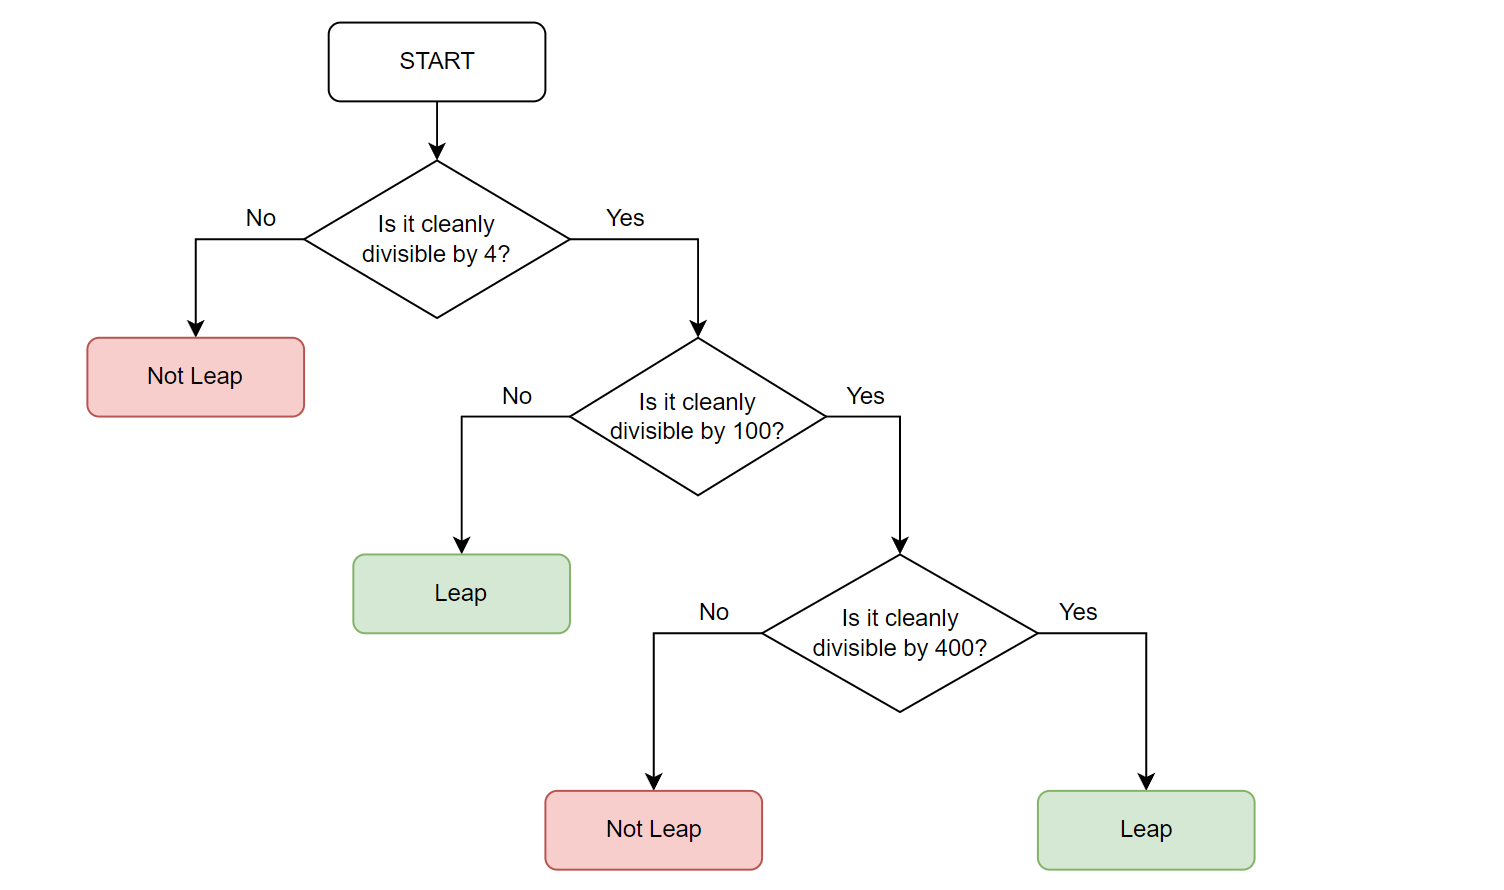 START
No
Is it cleanly
divisible by 4?
Yes
Not Leap
No
Is it cleanly
divisible by 100?
Yes
Leap
No
Is it cleanly
divisible by 400?
Yes
Not Leap
Leap